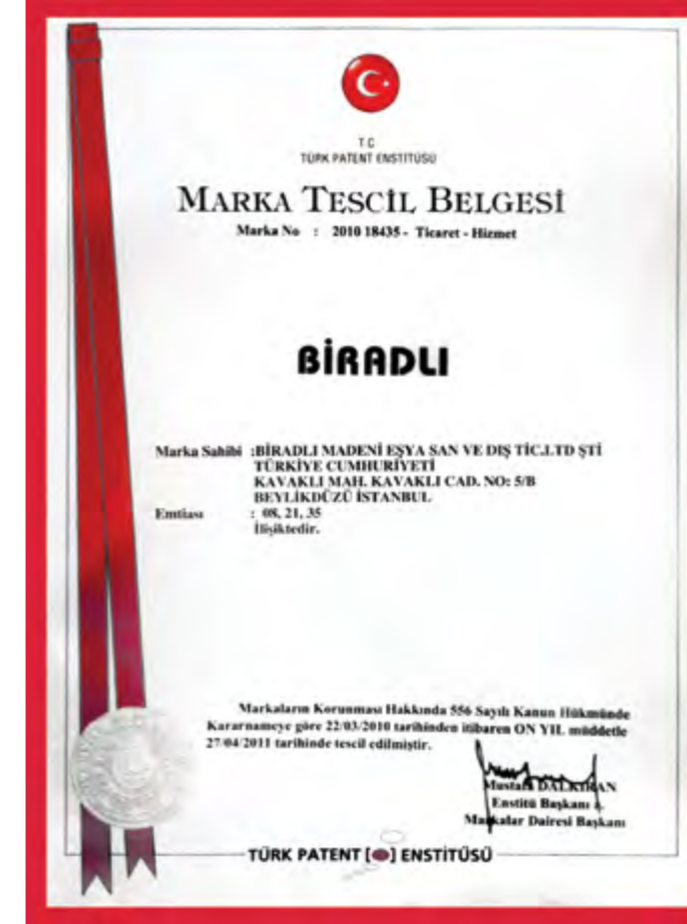 T.C
TÜRK PATENT ENSTİTÜSÜ
MARKA TESCİL BELGESİ
Marka No : 2010 18435 - Ticaret - Hizmet
BİRADLI
Marka Sahibi :BİRADLI MADENİ EŞYA SAN VE DIŞ TİC.LTD ŞTİ
TÜRKİYE CUMHURİYETİ
KAVAKLI MAH. KAVAKLI CAD. NO: 5/B
BEYLİKDÜZÜ İSTANBUL
Emtiası : 08, 21, 35
İlişiktedir.
Markaların Korunması Hakkında 556 Sayılı Kanun Hükmünde
Kararnameye göre 22/03/2010 tarihinden itibaren ON YIL müddetle
27/04/2011 tarihinde tescil edilmiştir.
Mustafa DALKIRAN
Enstitü Başkanı
Markalar Dairesi Başkanı
TÜRK PATENT [ ] ENSTİTÜSÜ